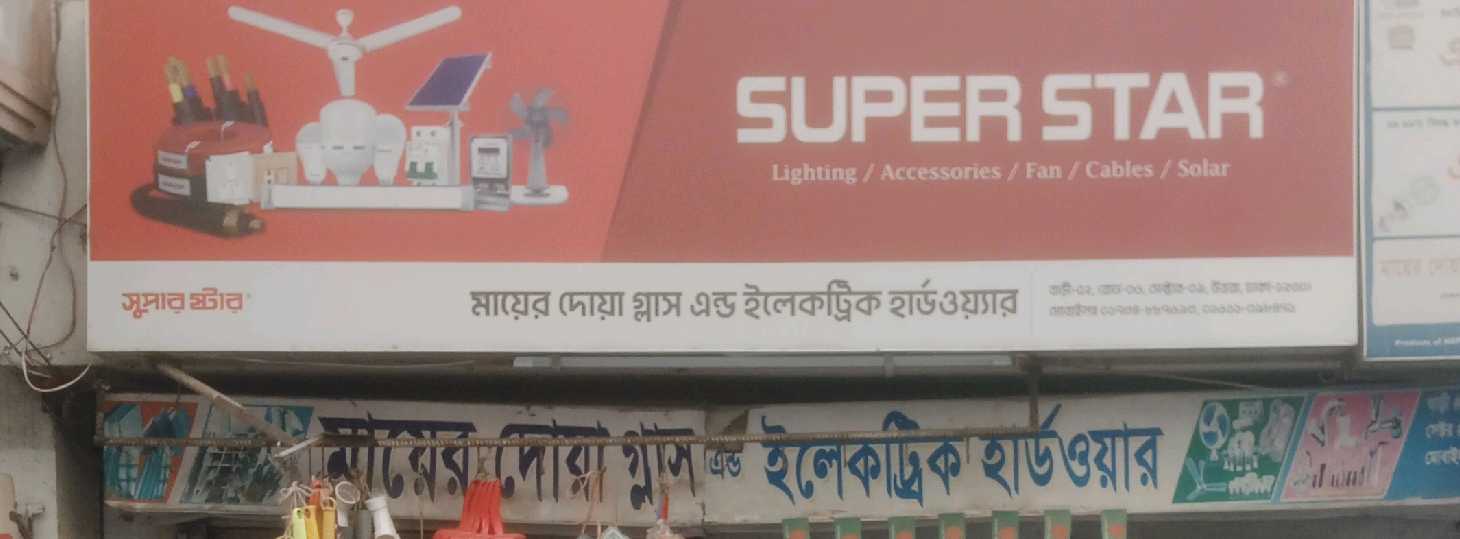 SUPER STAR
Lighting / Accessories / Fan / Cables / Solar
সুপার ষ্টার
মায়ের দোয়া গ্লাস এন্ড ইলেকট্রিক হার্ডওয়্যার
মায়ের দোয়া গ্লাস এন্ড ইলেকট্রিক হার্ডওয়ার